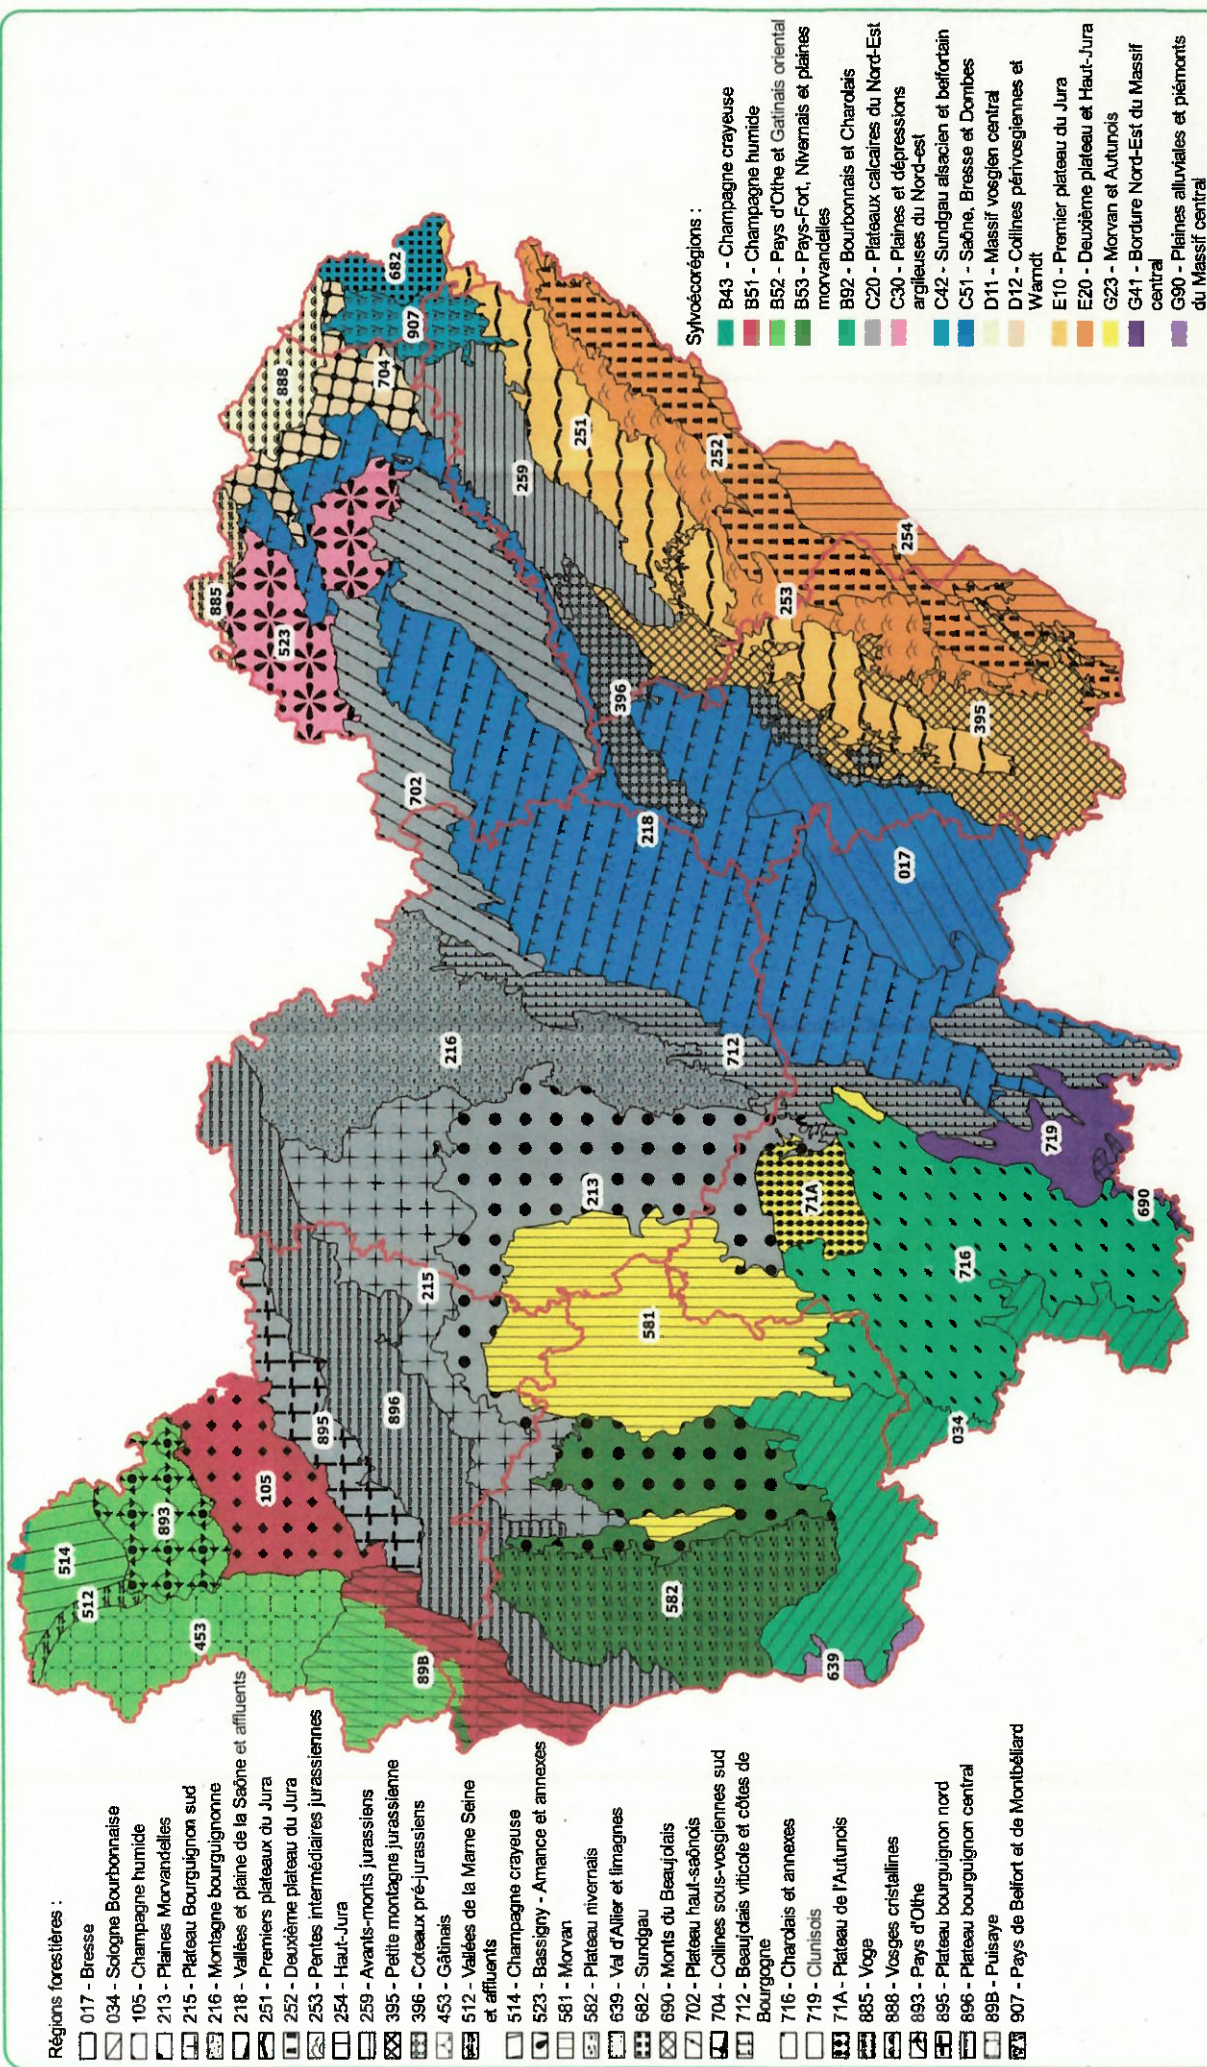 Régions forestières :
017 - Bresse
034 - Sologne Bourbonnaise
105 - Champagne humide
213 - Plaines Morvandelles
215 - Plateau Bourguignon sud
216 - Montagne bourguignonne
218 - Vallées et plaine de la Saône et affluents
251 - Premiers plateaux du Jura
252 - Deuxième plateau du Jura
253 - Pentes intermédiaires jurassiennes
254 - Haut-Jura
259 - Avants-monts jurassiens
395 - Petite montagne jurassienne
396 - Coteaux pré-jurassiens
453 - Gâtinais
512 - Vallées de la Marne Seine
et affluents
514 - Champagne crayeuse
523 - Bassigny - Amance et annexes
581 - Morvan
582 - Plateau nivernais
639 - Val d'Allier et limagnes
682 - Sundgau
690 - Monts du Beaujolais
702 - Plateau haut-saônois
704 - Collines sous-vosgiennes sud
712 - Beaujolais viticole et côtes de
Bourgogne
716 - Charolais et annexes
719 - Clunisois
71A - Plateau de l'Autunois
885 - Voge
888 - Vosges cristallines
893 - Pays d'Othe
895 - Plateau bourguignon nord
896 - Plateau bourguignon central
89B - Puisaye
907 - Pays de Belfort et de Montbéliard
514
512
893
453
105
89B
895
896
215
216
213
581
582
639
034
716
71A
719
690
712
702
218
017
396
395
523
885
888
704
907
682
259
251
252
253
254
Sylvoécorégions :
B43 - Champagne crayeuse
B51 - Champagne humide
B52 - Pays d'Othe et Gatinais oriental
B53 - Pays-Fort, Nivernais et plaines
morvandelles
B92 - Bourbonnais et Charolais
C20 - Plateaux calcaires du Nord-Est
C30 - Plaines et dépressions
argileuses du Nord-est
C42 - Sundgau alsacien et belfortain
C51 - Saône, Bresse et Dombes
D11 - Massif vosgien central
D12 - Collines périvosgiennes et
Warndt
E10 - Premier plateau du Jura
E20 - Deuxième plateau et Haut-Jura
G23 - Morvan et Autunois
G41 - Bordure Nord-Est du Massif
central
G90 - Plaines alluviales et piémonts
du Massif central